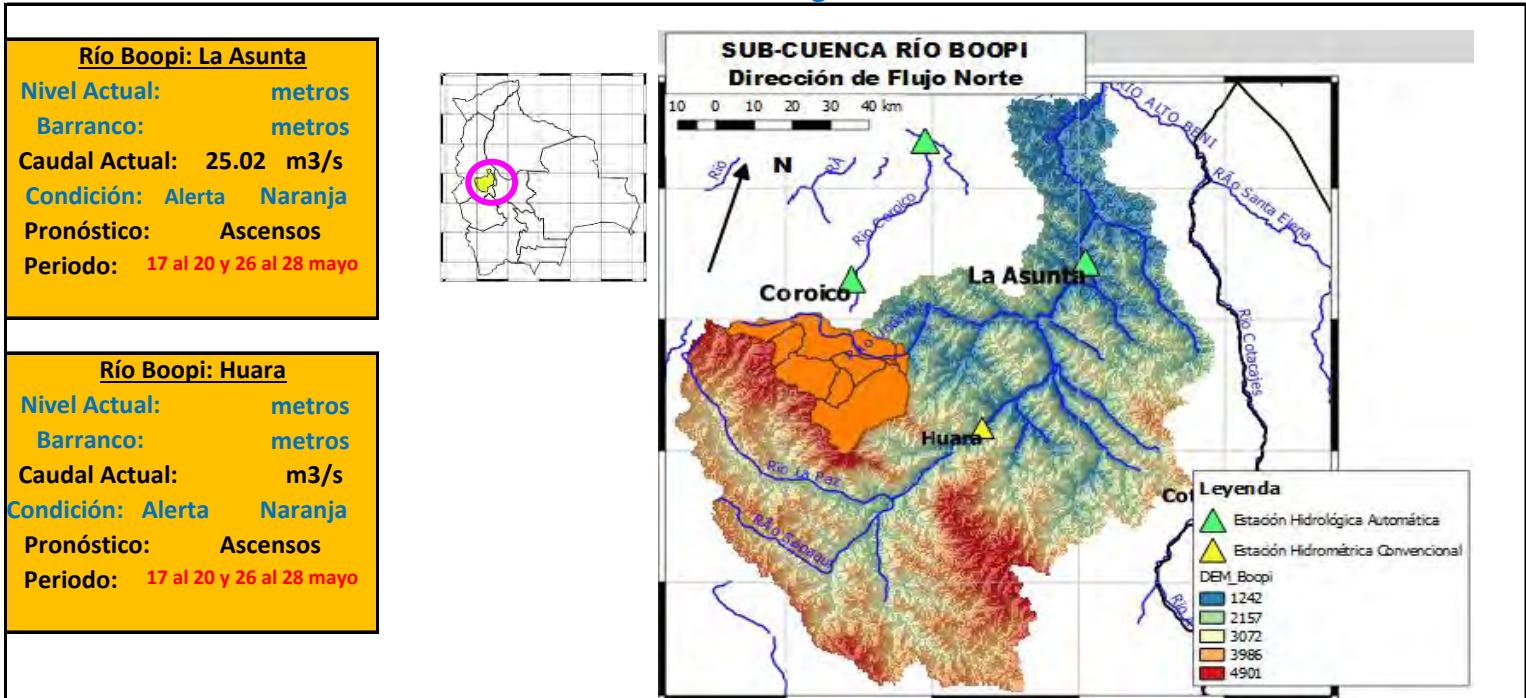 Río Boopi: La Asunta
Nivel Actual: metros
Barranco: metros
Caudal Actual: 25.02 m3/s
Condición: Alerta Naranja
Pronóstico: Ascensos
Periodo: 17 al 20 y 26 al 28 mayo
Río Boopi: Huara
Nivel Actual: metros
Barranco: metros
Caudal Actual: m3/s
Condición: Alerta Naranja
Pronóstico: Ascensos
Periodo: 17 al 20 y 26 al 28 mayo
SUB-CUENCA RÍO BOOPI
Dirección de Flujo Norte
10 0 10 20 30 40 km
N
RÍO ALTO BENI
RÃo Santa Elena
Río Coroico
Coroico
La Asunta
Río Cotacajes
Huara
Río La Paz
RÃo Sapaqui
Leyenda
Estación Hidrológica Automática
Estación Hidrométrica Convencional
DEM_Boopi
1242
2157
3072
3986
4901